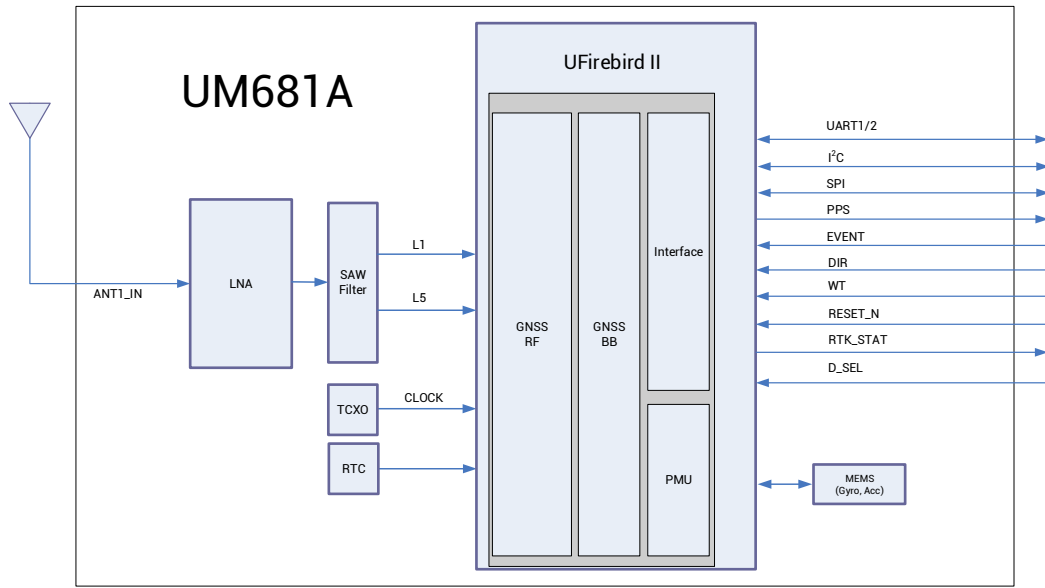 UM681A
UFirebird II
ANT1_IN
LNA
SAW
Filter
L1
L5
TCXO
CLOCK
RTC
GNSS
RF
GNSS
BB
Interface
PMU
UART1/2
I²C
SPI
PPS
EVENT
DIR
WT
RESET_N
RTK_STAT
D_SEL
MEMS
(Gyro, Acc)